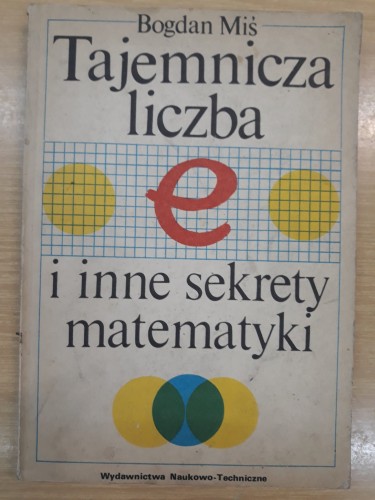 Bogdan Miś
Tajemnicza
liczba
e
i inne sekrety
matematyki
Wydawnictwa Naukowo-Techniczne